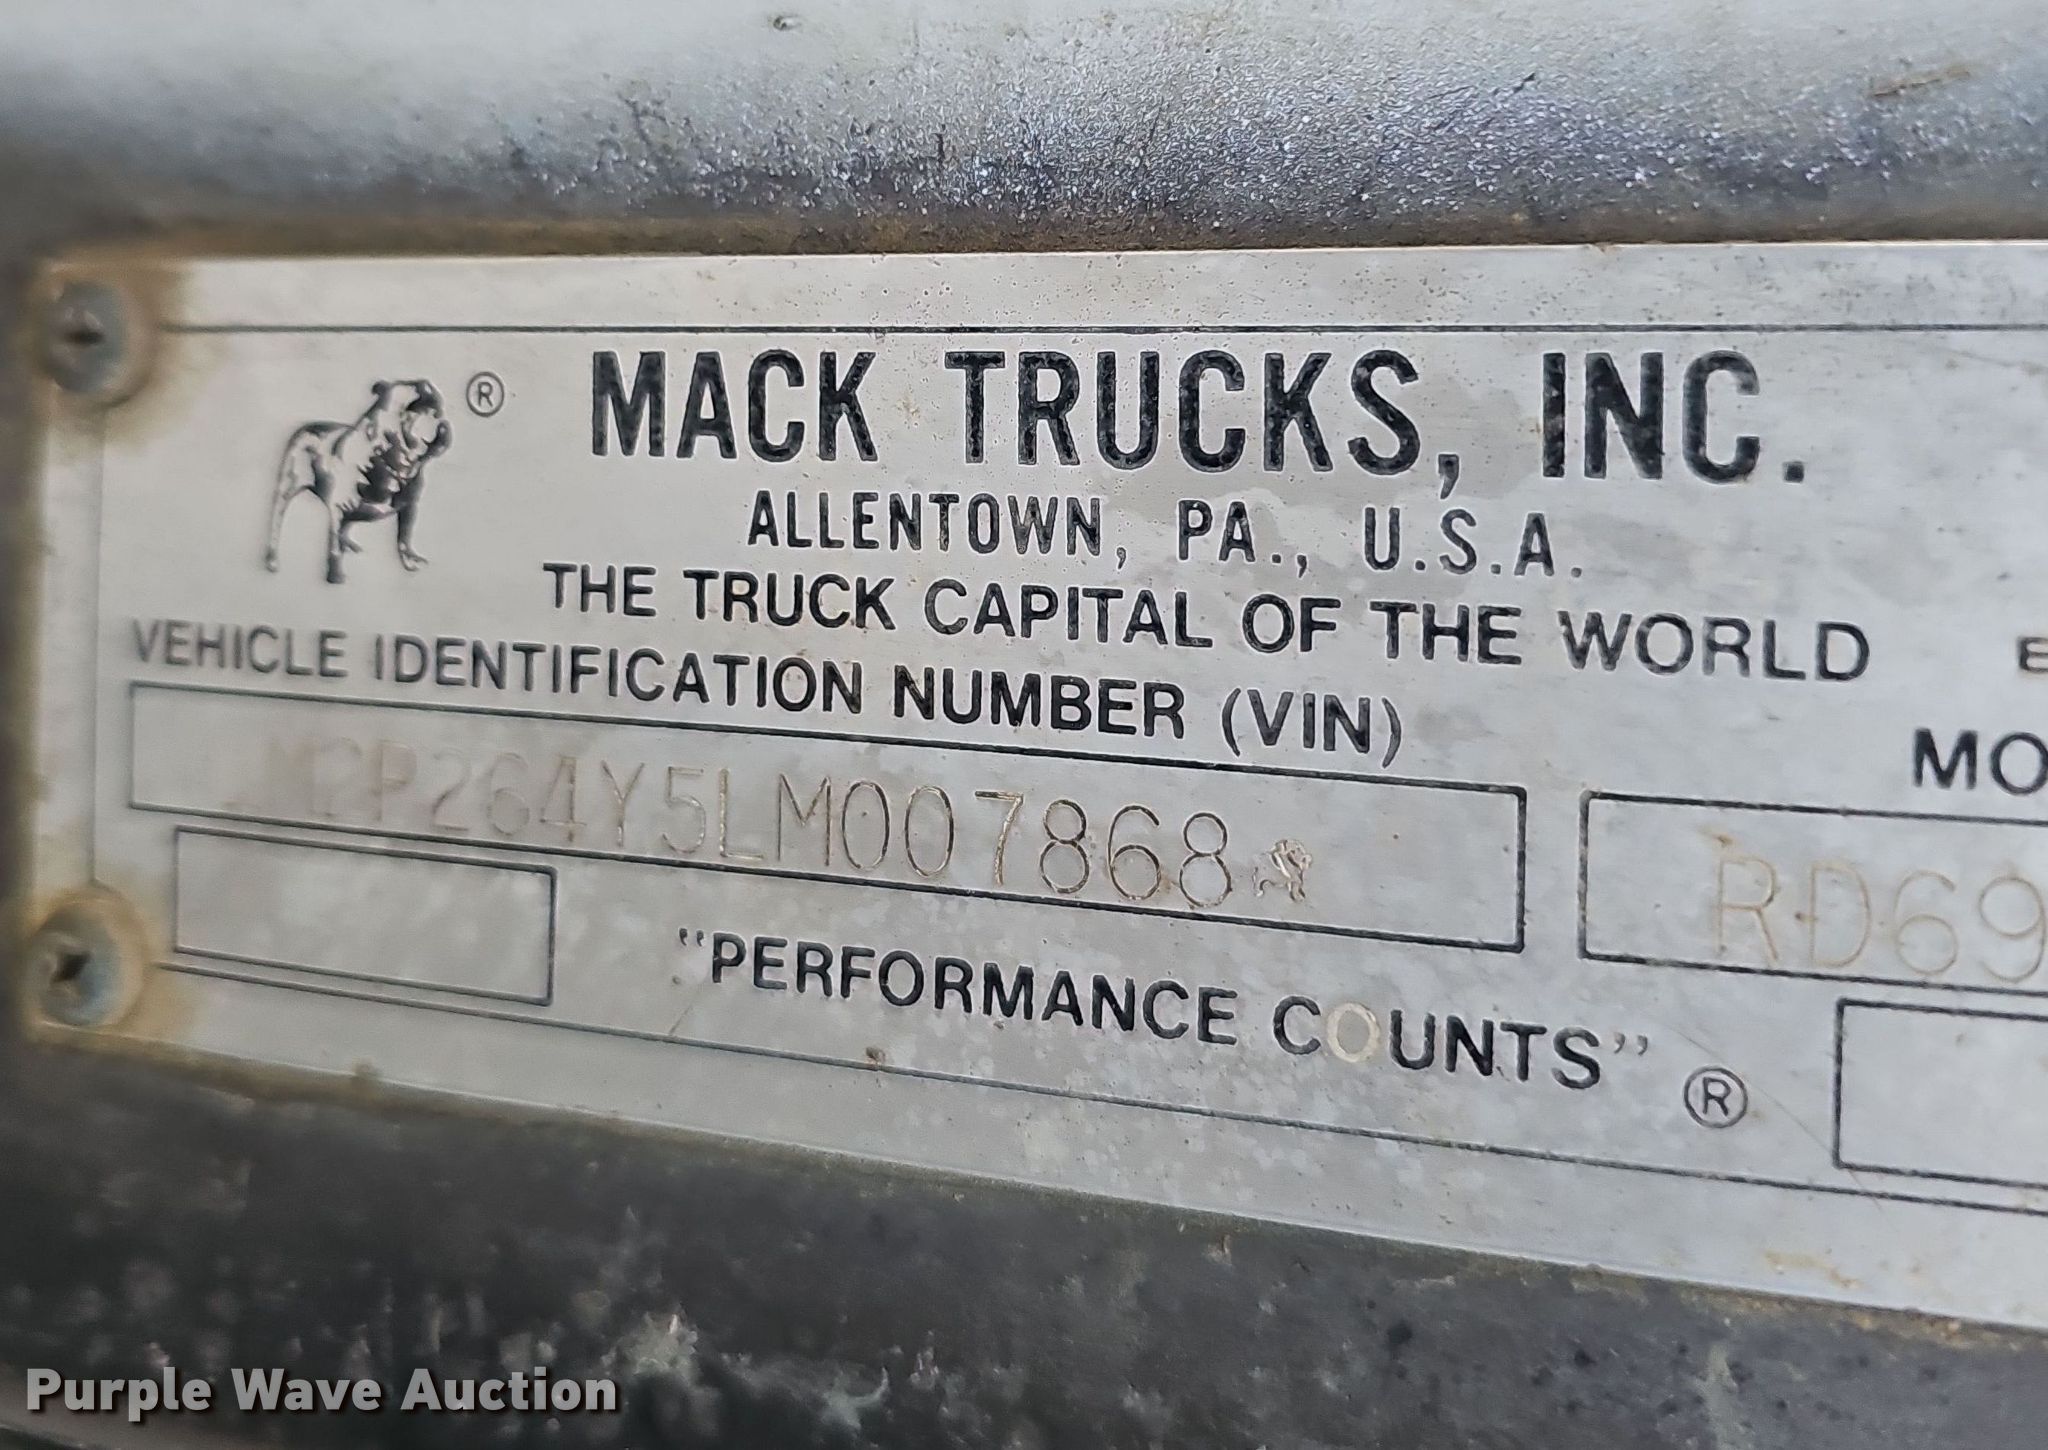 ® MACK TRUCKS, INC.
ALLENTOWN, PA., U.S.A.
THE TRUCK CAPITAL OF THE WORLD
VEHICLE IDENTIFICATION NUMBER (VIN)
M2P264Y5LM007868
MO
RD69
"PERFORMANCE COUNTS" ®
Purple Wave Auction